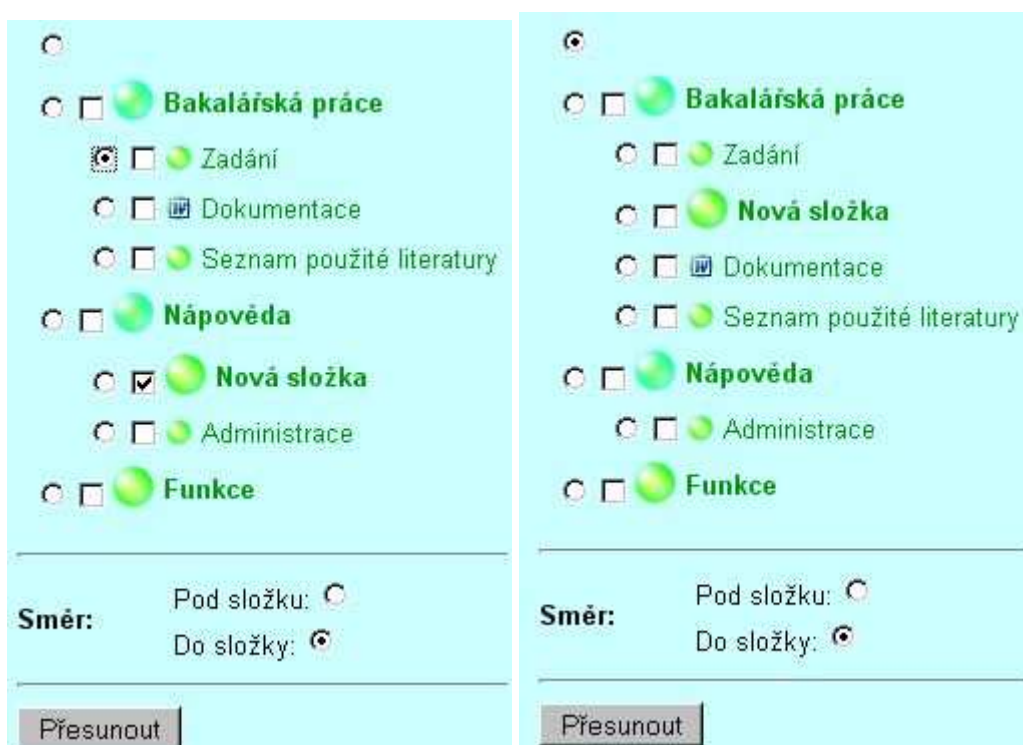 Bakalářská práce
Zadání
Dokumentace
Seznam použité literatury
Nápověda
Nová složka
Administrace
Funkce
Směr:
Pod složku:
Do složky:
Přesunout
Bakalářská práce
Zadání
Nová složka
Dokumentace
Seznam použité literatury
Nápověda
Administrace
Funkce
Směr:
Pod složku:
Do složky:
Přesunout